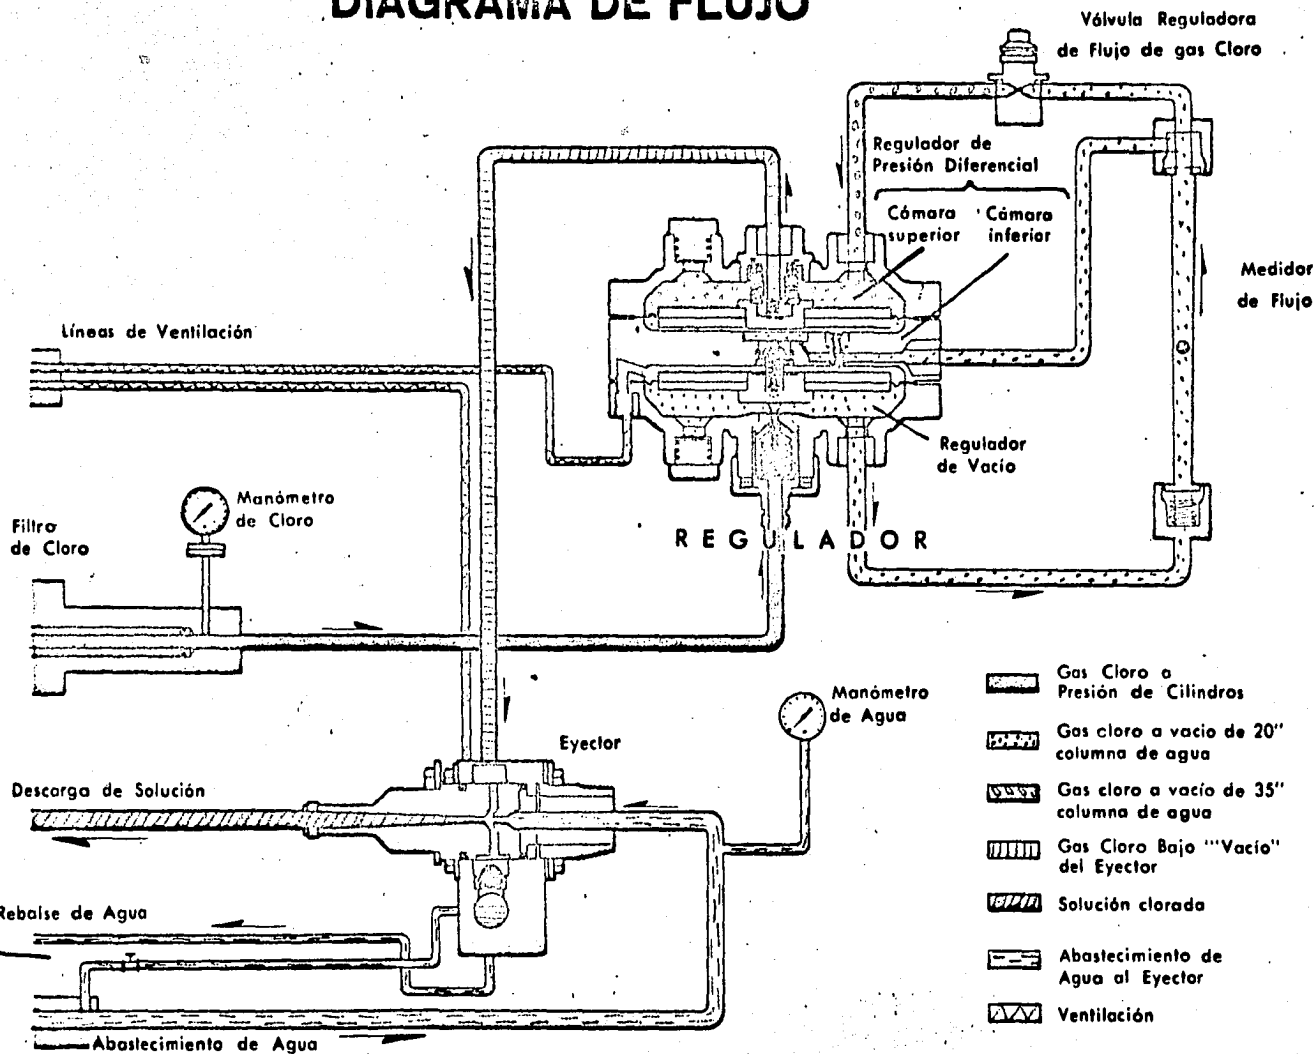 DIAGRAMA DE FLUJO
Vólvula Reguladora
de Flujo de gas Cloro
Regulador de
Presión Diferencial
Cómara
superior
Cómara
inferior
Medidor
de Flujo
Líneas de Ventilación
Regulador
de Vacío
Manómetro
de Cloro
Filtro
de Cloro
REGULADOR
Manómetro
de Agua
Eyector
Descarga de Solución
Rebalse de Agua
Abastecimiento de Agua
Gas Cloro a
Presión de Cilindros
Gas cloro a vacio de 20"
columna de agua
Gas cloro a vacío de 35"
columna de agua
Gas Cloro Bajo "'Vacío"
del Eyector
Solución clorada
Abastecimiento de
Agua al Eyector
Ventilación